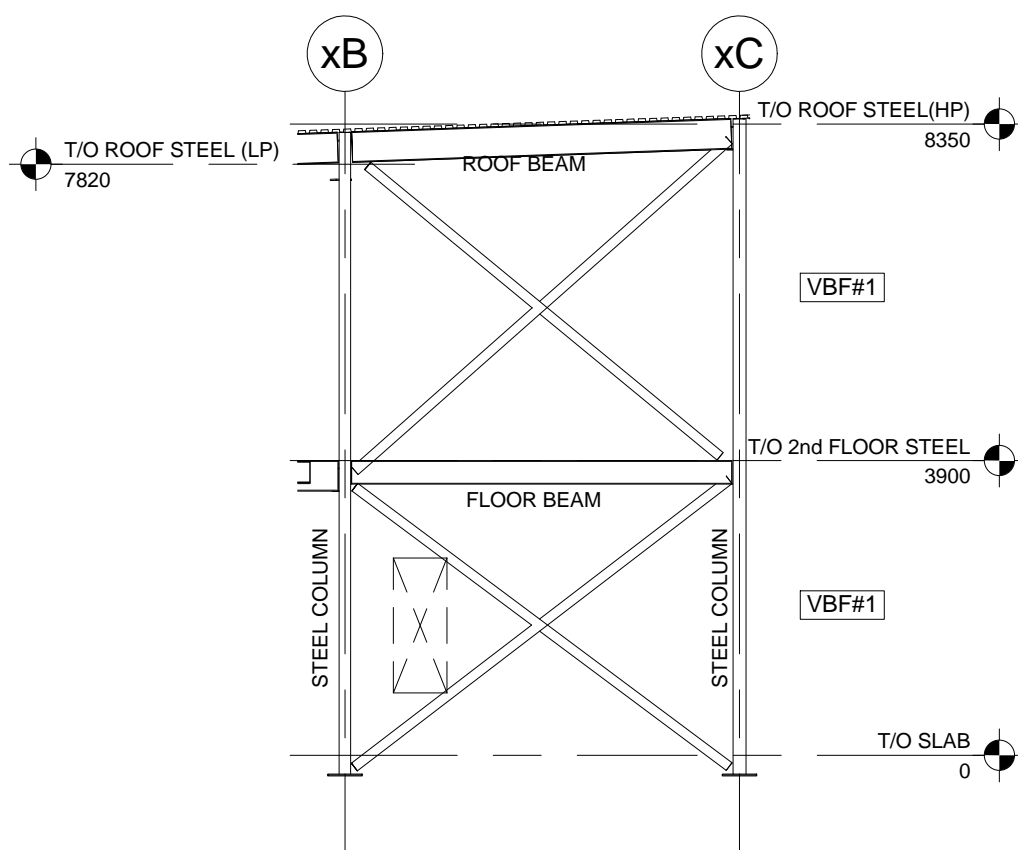 xB
xC
T/O ROOF STEEL(HP)
8350
T/O ROOF STEEL (LP)
7820
ROOF BEAM
VBF#1
T/O 2nd FLOOR STEEL
3900
FLOOR BEAM
STEEL COLUMN
STEEL COLUMN
VBF#1
T/O SLAB
0